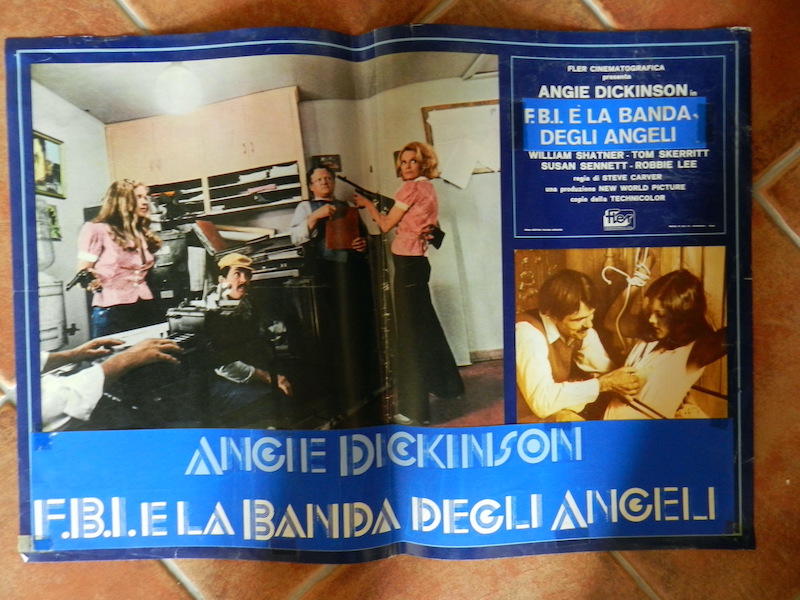 FLER CINEMATOGRAFICA
presenta
ANGIE DICKINSON in
F.B.I. E LA BANDA
DEGLI ANGELI
WILLIAM SHATNER - TOM SKERRITT
SUSAN SENNETT - ROBBIE LEE
regia di STEVE CARVER
una produzione NEW WORLD PICTURE
copie della TECHNICOLOR
fler
ANGIE DICKINSON
F.B.I. E LA BANDA DEGLI ANGELI